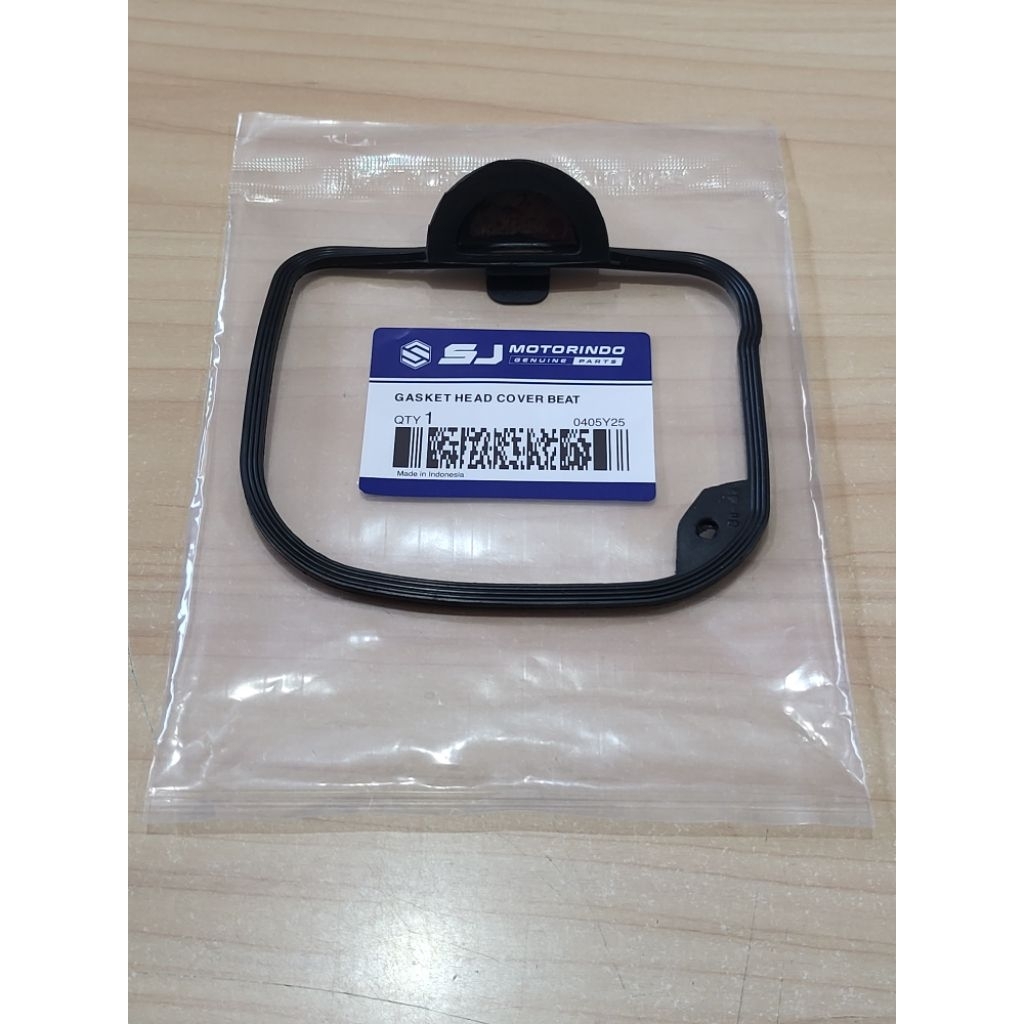 SJ MOTORINDO
GENUINE PARTS
GASKET HEAD COVER BEAT
QTY 1 0405Y25
Made in Indonesia